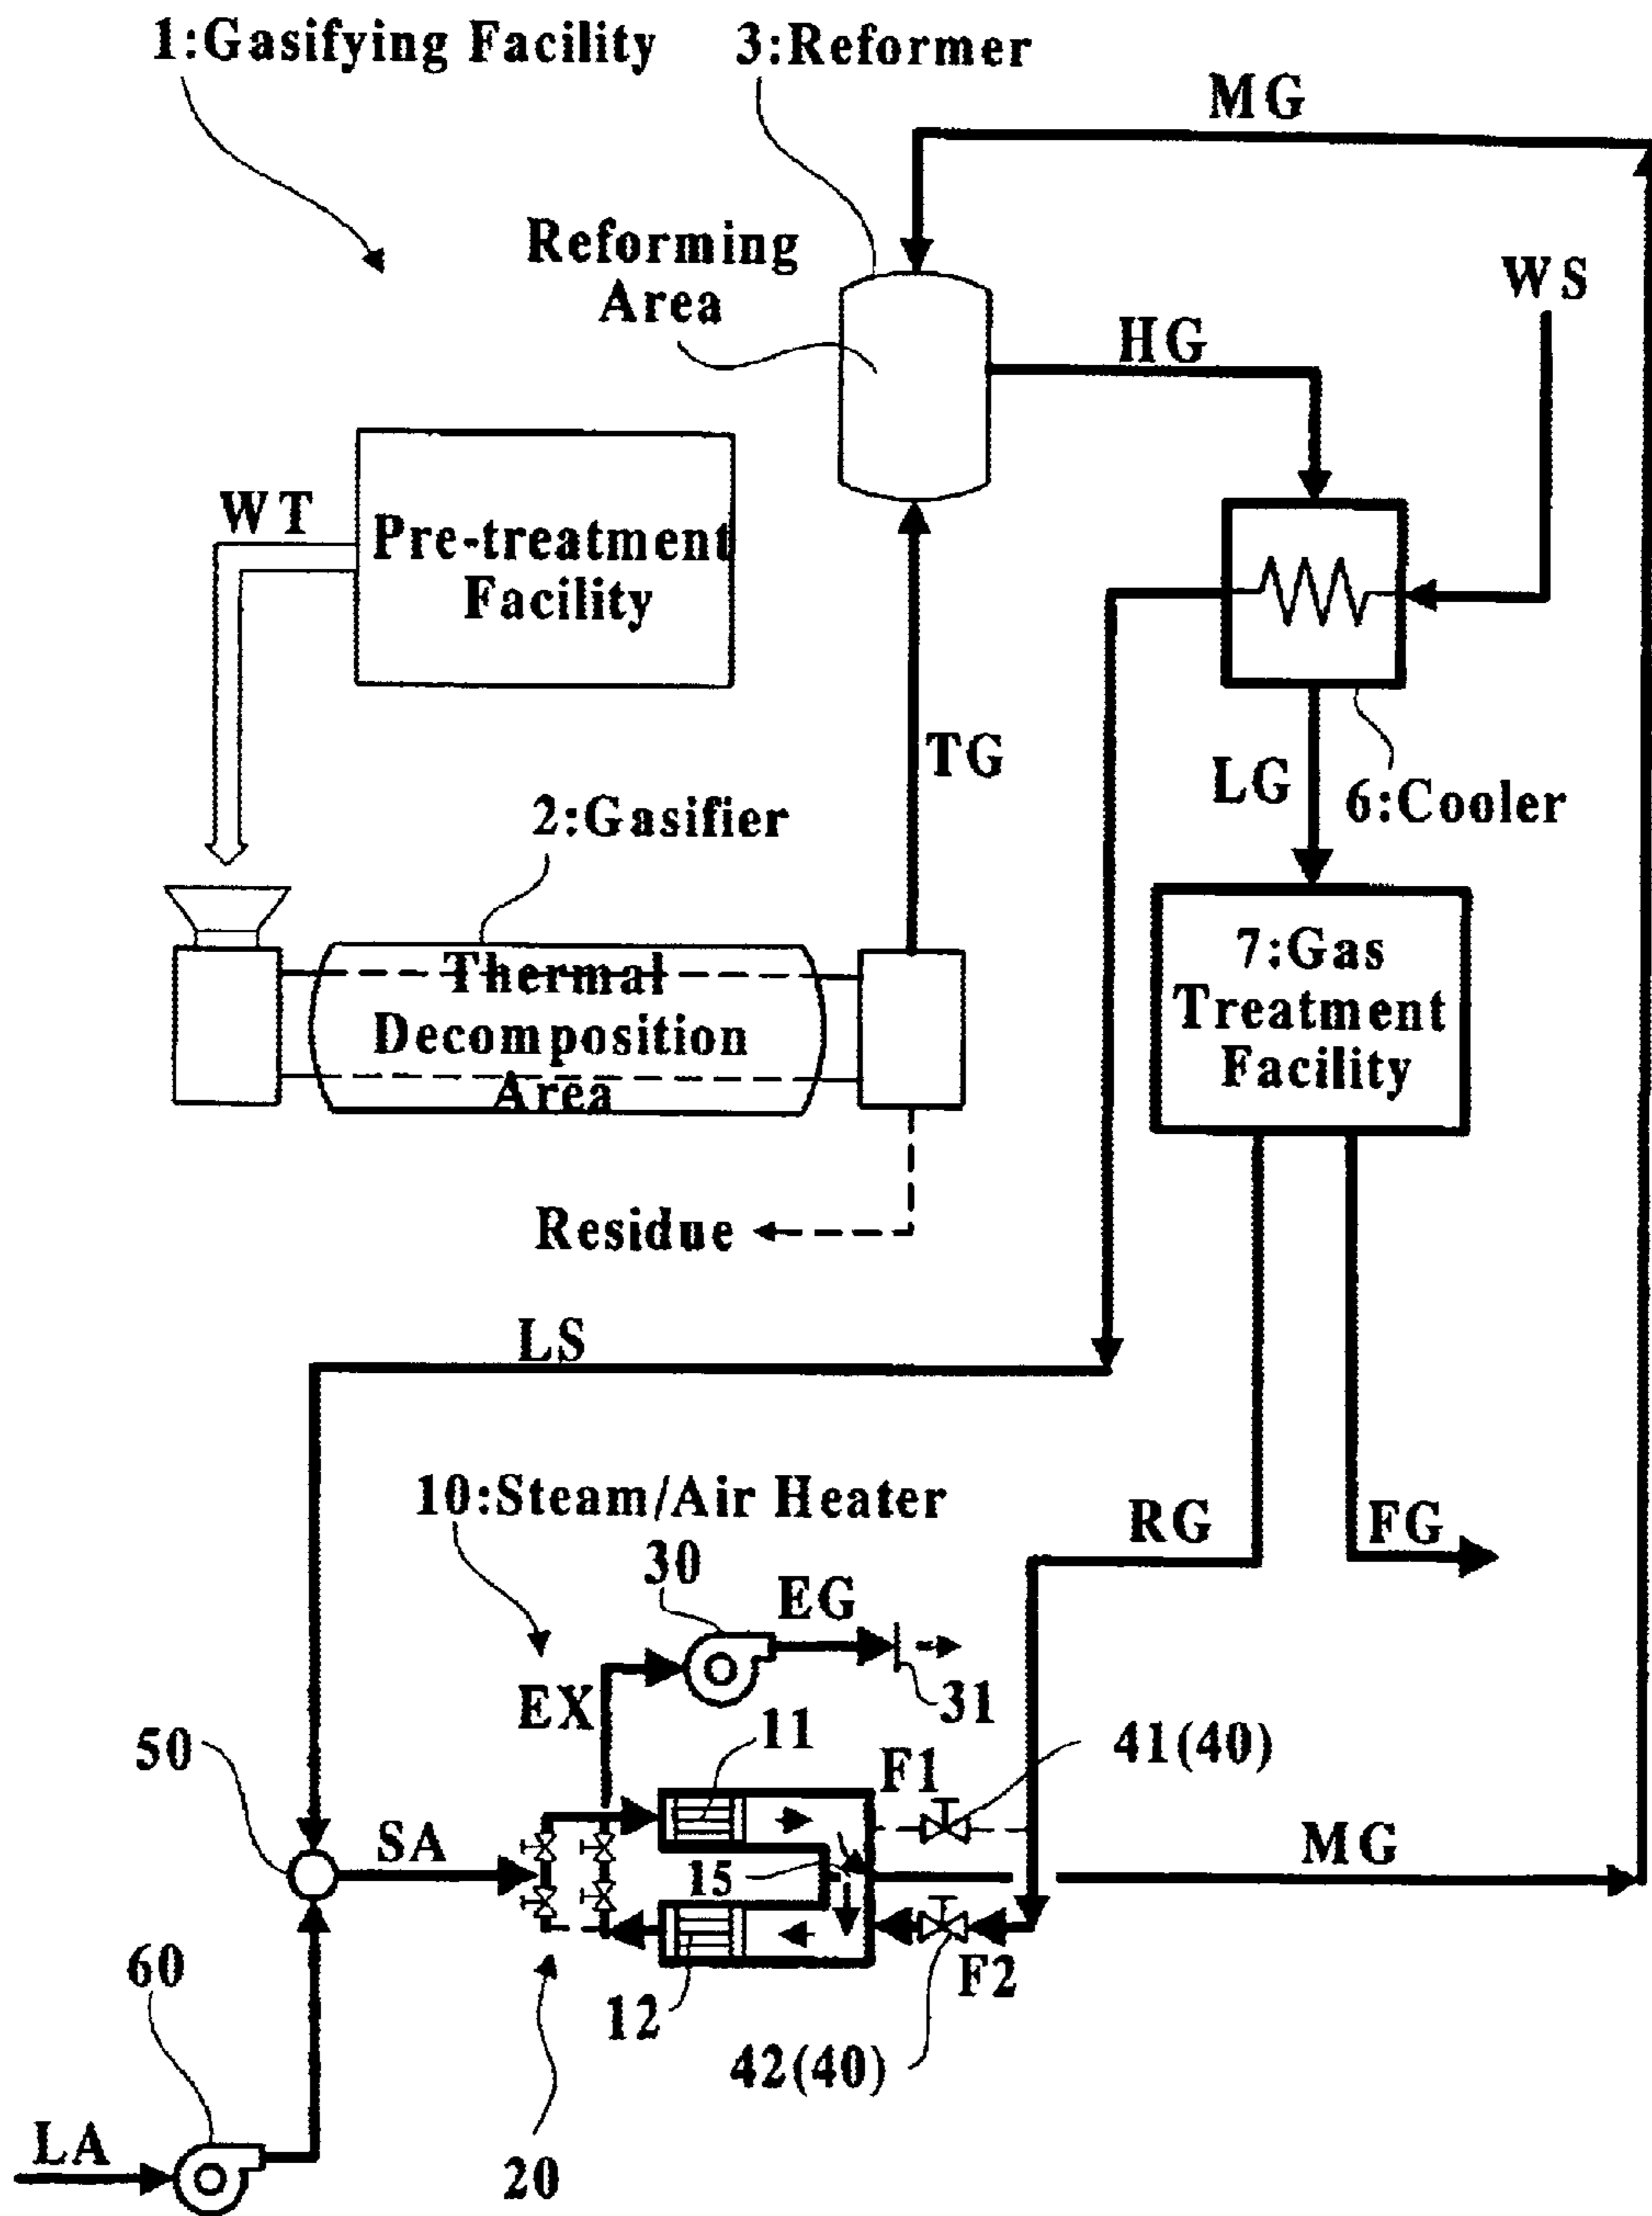 1:Gasifying Facility
3:Reformer
MG
Reforming
Area
WS
HG
WT
Pre-treatment
Facility
TG
LG
6:Cooler
2:Gasifier
Thermal
Decomposition
Area
7:Gas
Treatment
Facility
Residue
LS
10:Steam/Air Heater
RG
FG
30
EG
EX
31
11
50
F1
41(40)
SA
15
MG
60
12
F2
42(40)
LA
20